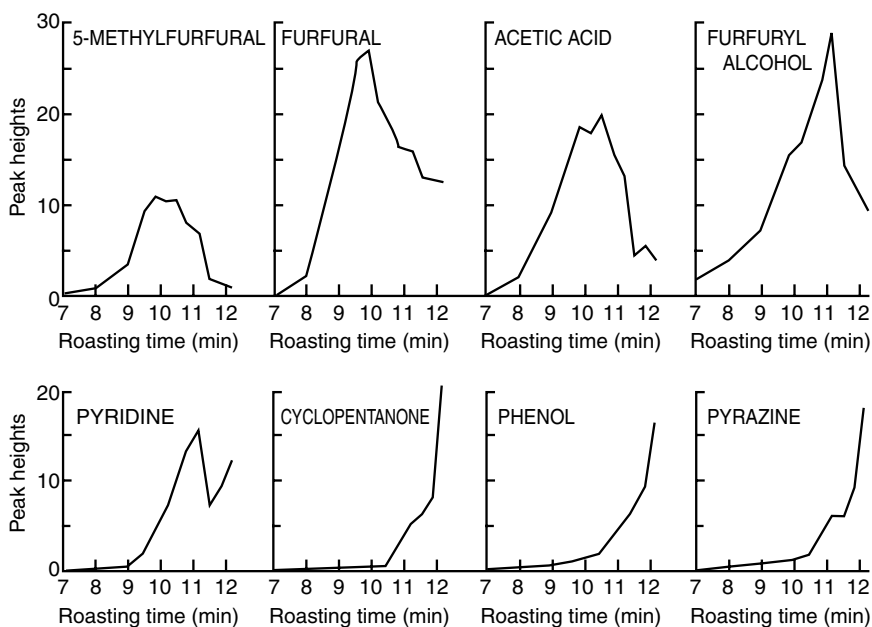 5-METHYLFURFURAL FURFURAL ACETIC ACID FURFURYL
ALCOHOL
30
20
10
0
Peak heights
7 8 9 10 11 12 7 8 9 10 11 12 7 8 9 10 11 12 7 8 9 10 11 12
Roasting time (min) Roasting time (min) Roasting time (min) Roasting time (min)
20
PYRIDINE CYCLOPENTANONE PHENOL PYRAZINE
10
0
Peak heights
7 8 9 10 11 12 7 8 9 10 11 12 7 8 9 10 11 12 7 8 9 10 11 12
Roasting time (min) Roasting time (min) Roasting time (min) Roasting time (min)